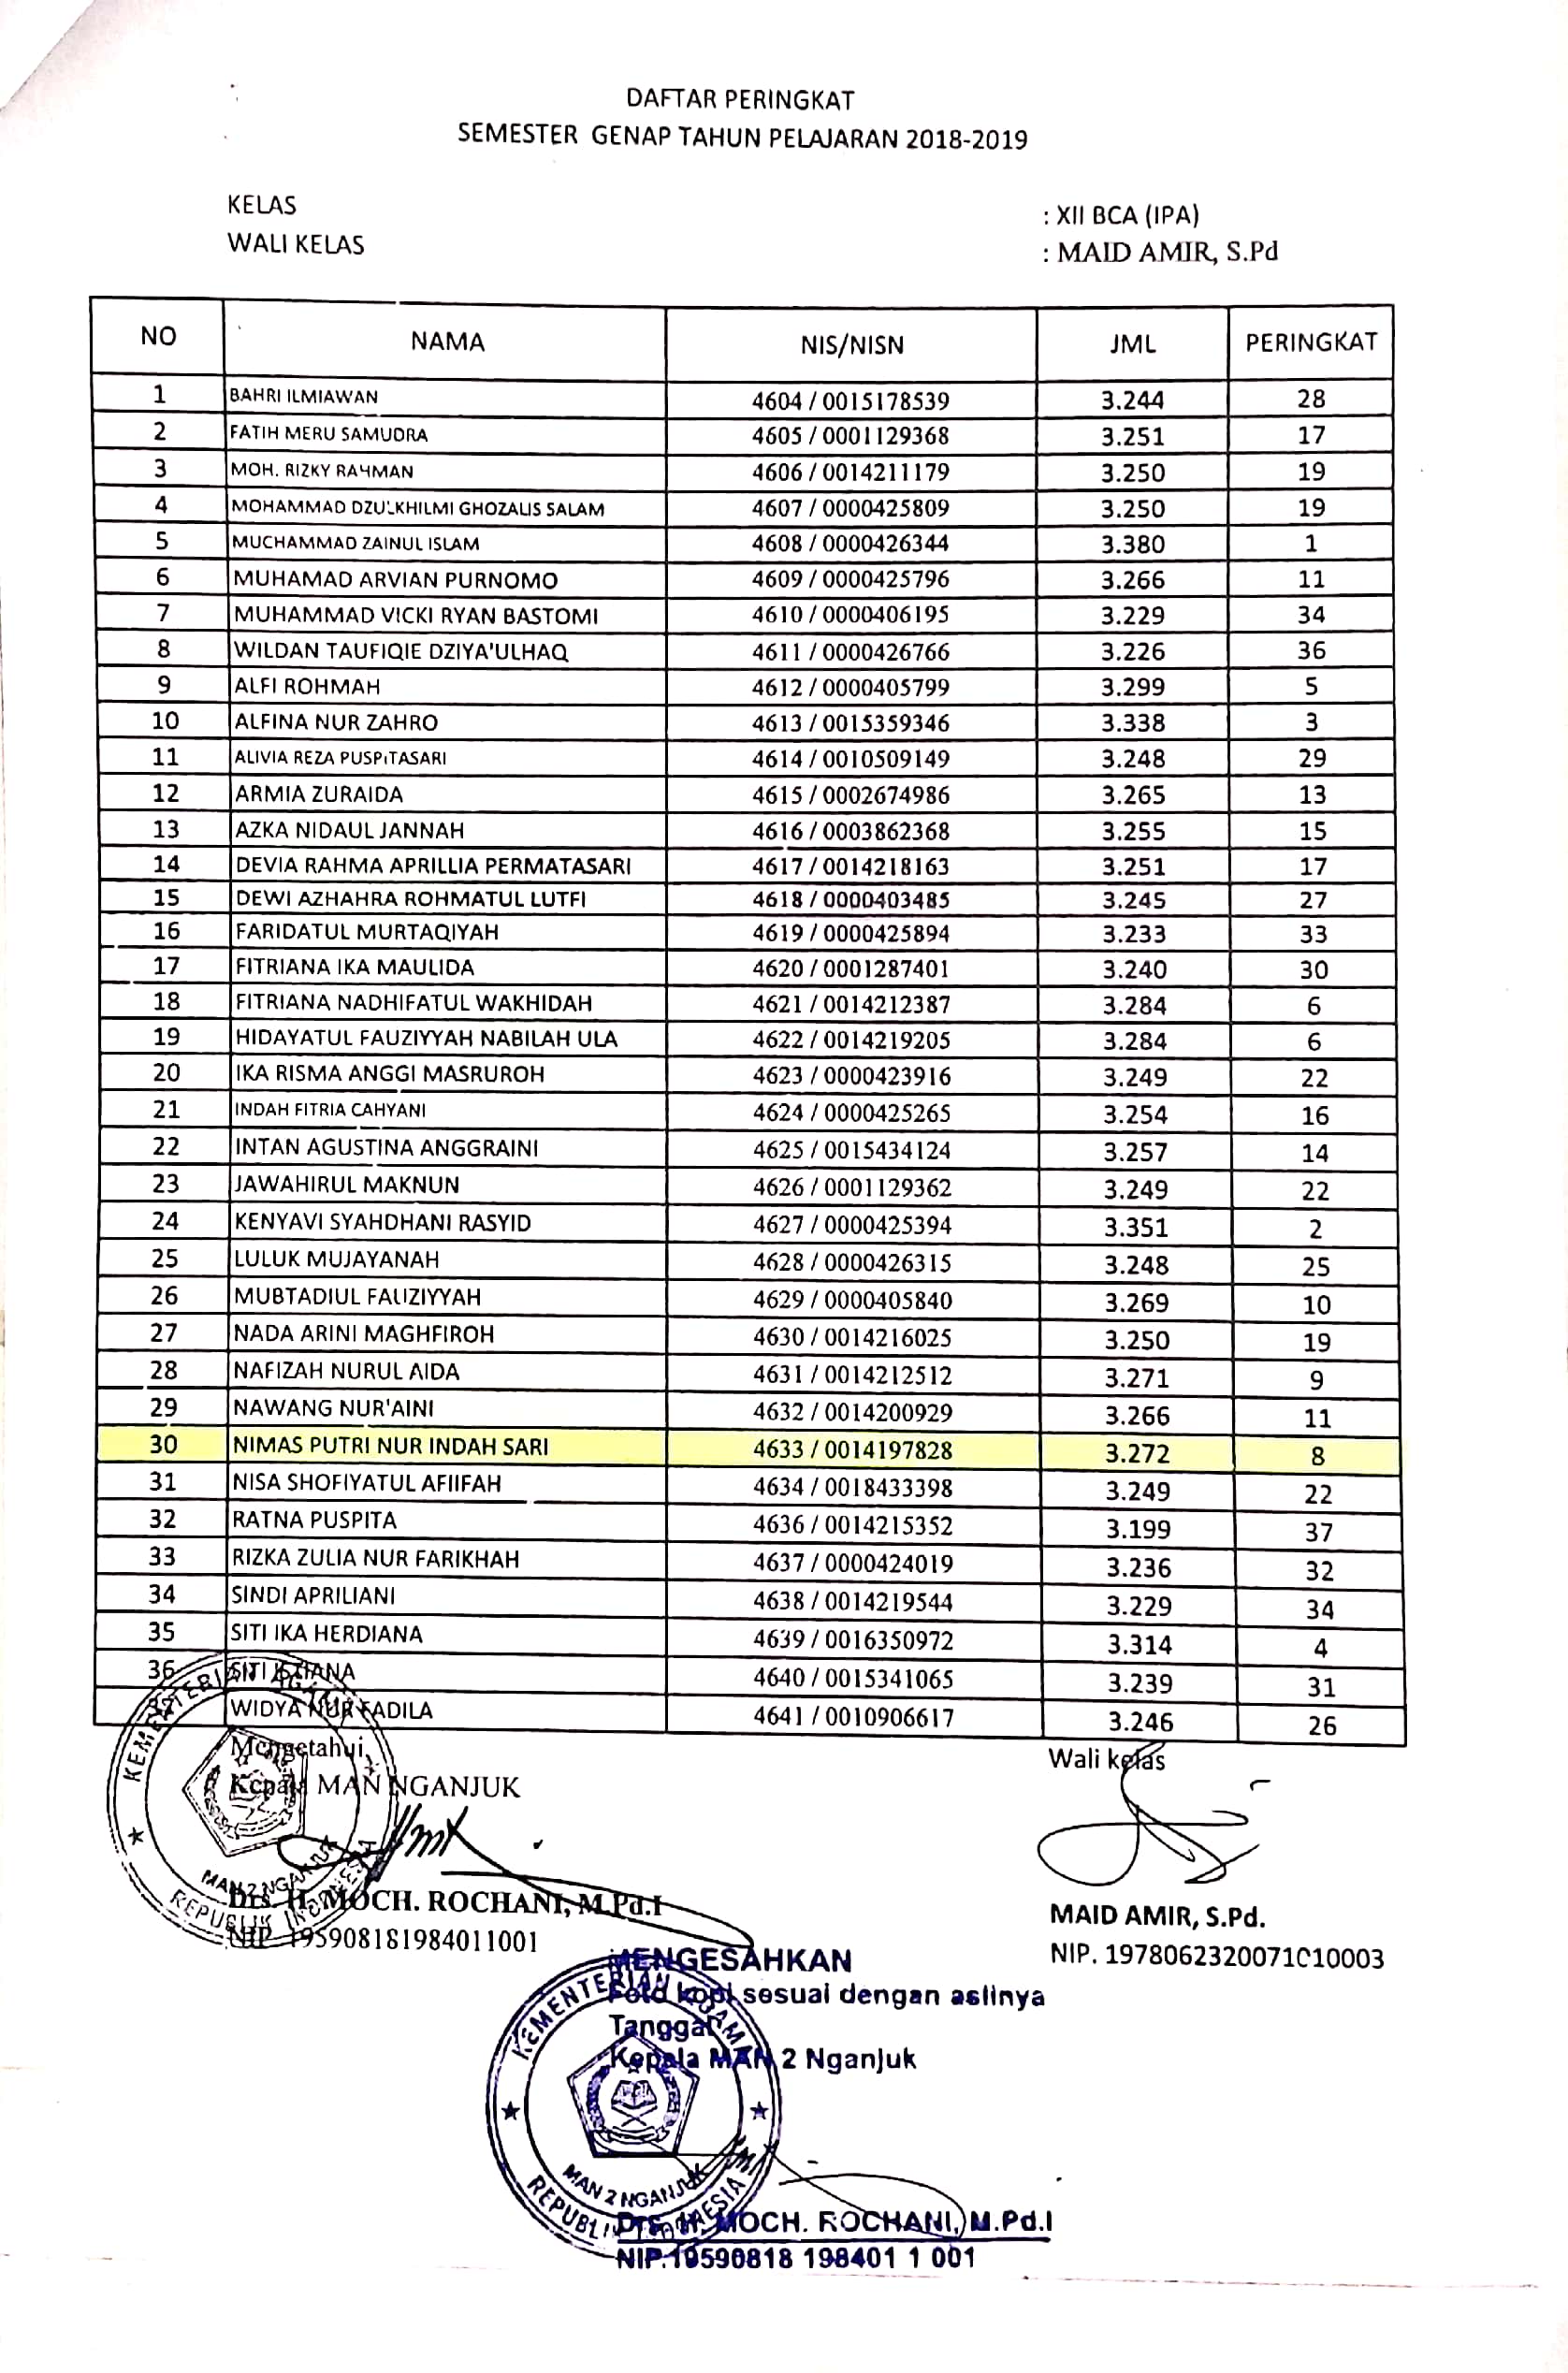 DAFTAR PERINGKAT
SEMESTER GENAP TAHUN PELAJARAN 2018-2019
KELAS : XII BCA (IPA)
WALI KELAS : MAID AMIR, S.Pd
NO NAMA NIS/NISN JML PERINGKAT
1 BAHRI ILMIAWAN 4604 / 0015178539 3.244 28
2 FATIH MERU SAMUDRA 4605 / 0001129368 3.251 17
3 MOH. RIZKY RAHMAN 4606 / 0014211179 3.250 19
4 MOHAMMAD DZULKHILMI GHOZALIS SALAM 4607 / 0000425809 3.250 19
5 MUCHAMMAD ZAINUL ISLAM 4608 / 0000426344 3.380 1
6 MUHAMAD ARVIAN PURNOMO 4609 / 0000425796 3.266 11
7 MUHAMMAD VICKI RYAN BASTOMI 4610 / 0000406195 3.229 34
8 WILDAN TAUFIQIE DZIYA'ULHAQ 4611 / 0000426766 3.226 36
9 ALFI ROHMAH 4612 / 0000405799 3.299 5
10 ALFINA NUR ZAHRO 4613 / 0015359346 3.338 3
11 ALIVIA REZA PUSPITASARI 4614 / 0010509149 3.248 29
12 ARMIA ZURAIDA 4615 / 0002674986 3.265 13
13 AZKA NIDAUL JANNAH 4616 / 0003862368 3.255 15
14 DEVIA RAHMA APRILLIA PERMATASARI 4617 / 0014218163 3.251 17
15 DEWI AZHAHRA ROHMATUL LUTFI 4618 / 0000403485 3.245 27
16 FARIDATUL MURTAQIYAH 4619 / 0000425894 3.233 33
17 FITRIANA IKA MAULIDA 4620 / 0001287401 3.240 30
18 FITRIANA NADHIFATUL WAKHIDAH 4621 / 0014212387 3.284 6
19 HIDAYATUL FAUZIYYAH NABILAH ULA 4622 / 0014219205 3.284 6
20 IKA RISMA ANGGI MASRUROH 4623 / 0000423916 3.249 22
21 INDAH FITRIA CAHYANI 4624 / 0000425265 3.254 16
22 INTAN AGUSTINA ANGGRAINI 4625 / 0015434124 3.257 14
23 JAWAHIRUL MAKNUN 4626 / 0001129362 3.249 22
24 KENYAVI SYAHDHANI RASYID 4627 / 0000425394 3.351 2
25 LULUK MUJAYANAH 4628 / 0000426315 3.248 25
26 MUBTADIUL FAUZIYYAH 4629 / 0000405840 3.269 10
27 NADA ARINI MAGHFIROH 4630 / 0014216025 3.250 19
28 NAFIZAH NURUL AIDA 4631 / 0014212512 3.271 9
29 NAWANG NUR'AINI 4632 / 0014200929 3.266 11
30 NIMAS PUTRI NUR INDAH SARI 4633 / 0014197828 3.272 8
31 NISA SHOFIYATUL AFIIFAH 4634 / 0018433398 3.249 22
32 RATNA PUSPITA 4636 / 0014215352 3.199 37
33 RIZKA ZULIA NUR FARIKHAH 4637 / 0000424019 3.236 32
34 SINDI APRILIANI 4638 / 0014219544 3.229 34
35 SITI IKA HERDIANA 4639 / 0016350972 3.314 4
36 SITI 4640 / 0015341065 3.239 31
37 WIDYA NUR FADILA 4641 / 0010906617 3.246 26
Mengetahui,
Kepala MAN NGANJUK
Wali kelas
KEMENTERIAN AGAMA
MAN 2 NGANJUK
REPUBLIK INDONESIA
Drs. H. MOCH. ROCHANI, M.Pd.I
NIP 195908181984011001
MAID AMIR, S.Pd.
NIP. 1978062320071010003
MENGESAHKAN
Foto kopi sesuai dengan aslinya
Tanggal
Kepala MAN 2 Nganjuk
KEMENTERIAN AGAMA
MAN 2 NGANJUK
REPUBLIK INDONESIA
Drs. H. MOCH. ROCHANI, M.Pd.I
NIP.19590818 198401 1 001